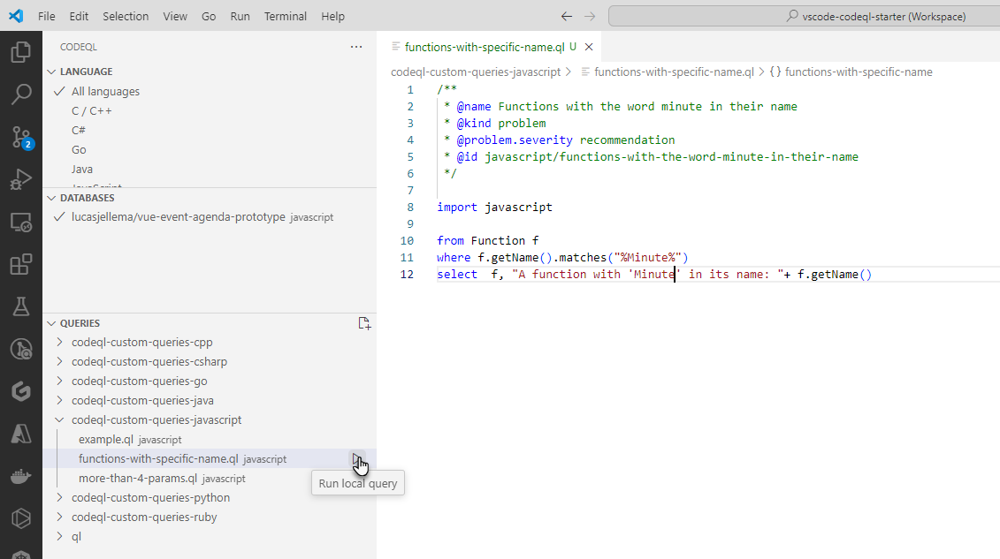 File Edit Selection View Go Run Terminal Help
vscode-codeql-starter (Workspace)
CODEQL
LANGUAGE
All languages
C / C++
C#
Go
Java
JavaScript
DATABASES
lucasjellema/vue-event-agenda-prototype javascript
QUERIES
codeql-custom-queries-cpp
codeql-custom-queries-csharp
codeql-custom-queries-go
codeql-custom-queries-java
codeql-custom-queries-javascript
example.ql javascript
functions-with-specific-name.ql javascript
more-than-4-params.ql javascript
codeql-custom-queries-python
codeql-custom-queries-ruby
ql
Run local query
2
functions-with-specific-name.ql U
codeql-custom-queries-javascript > functions-with-specific-name.ql > {} functions-with-specific-name
1 /**
2 * @name Functions with the word minute in their name
3 * @kind problem
4 * @problem.severity recommendation
5 * @id javascript/functions-with-the-word-minute-in-their-name
6 */
7
8 import javascript
9
10 from Function f
11 where f.getName().matches("%Minute%")
12 select  f, "A function with 'Minute' in its name: "+ f.getName()